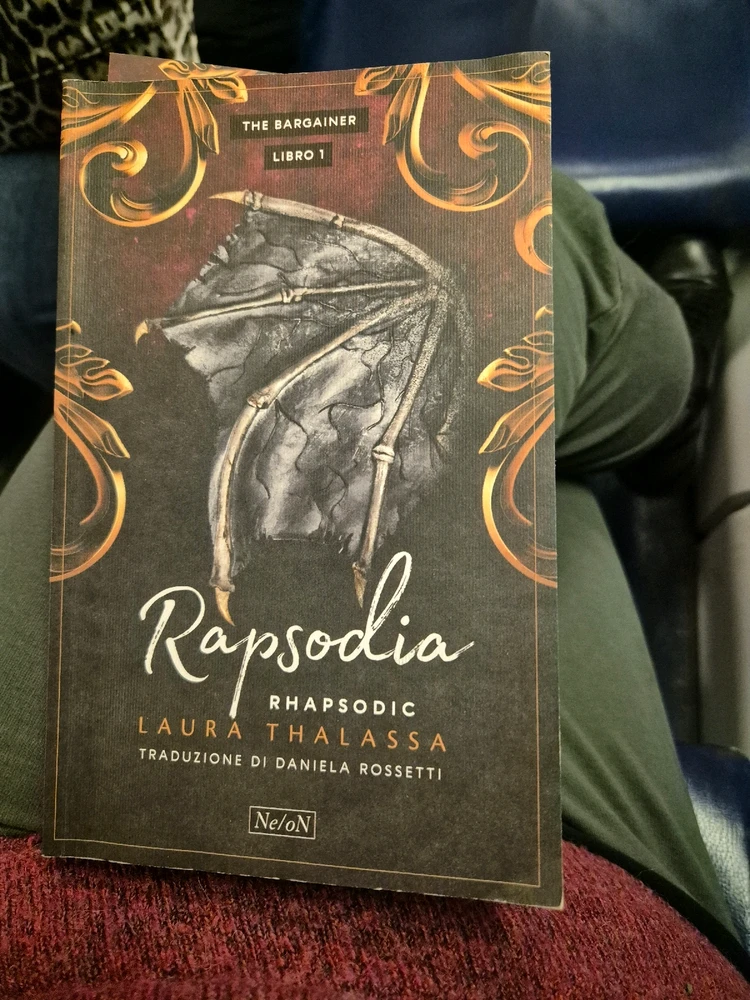 THE BARGAINER
LIBRO 1
Rapsodia
RHAPSODIC
LAURA THALASSA
TRADUZIONE DI DANIELA ROSSETTI
Ne/oN